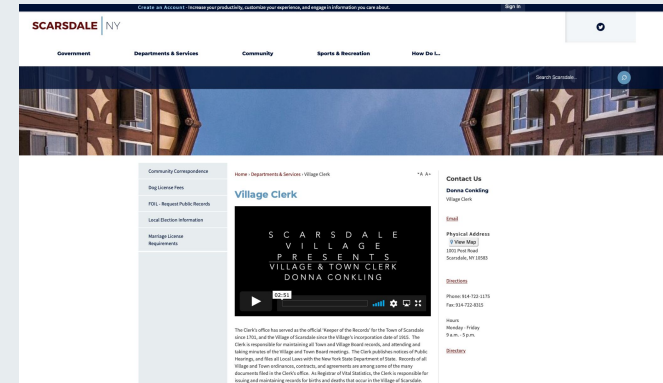 Create an Account - Increase your productivity, customize your experience, and engage in information you care about.
Sign In
SCARSDALE NY
Government
Departments & Services
Community
Sports & Recreation
How Do I...
Search Scarsdale...
Community Correspondence
Dog License Fees
FOIL - Request Public Records
Local Election Information
Marriage License
Requirements
Home › Departments & Services › Village Clerk
Village Clerk
SCARSDALE
VILLAGE
PRESENTS
VILLAGE & TOWN CLERK
DONNA CONKLING
02:51
The Clerk's office has served as the official 'Keeper of the Records' for the Town of Scarsdale
since 1701, and the Village of Scarsdale since the Village's incorporation date of 1915. The
Clerk is responsible for maintaining all Town and Village Board records, and attending and
taking minutes of the Village and Town Board meetings. The Clerk publishes notices of Public
Hearings, and files all Local Laws with the New York State Department of State. Records of all
Village and Town ordinances, contracts, and agreements are among some of the many
documents filed in the Clerk's office. As Registrar of Vital Statistics, the Clerk is responsible for
issuing and maintaining records for births and deaths that occur in the Village of Scarsdale.
Contact Us
Donna Conkling
Village Clerk
Email
Physical Address
View Map
1001 Post Road
Scarsdale, NY 10583
Directions
Phone: 914-722-1175
Fax: 914-722-8315
Hours
Monday - Friday
9 a.m. - 5 p.m.
Directory